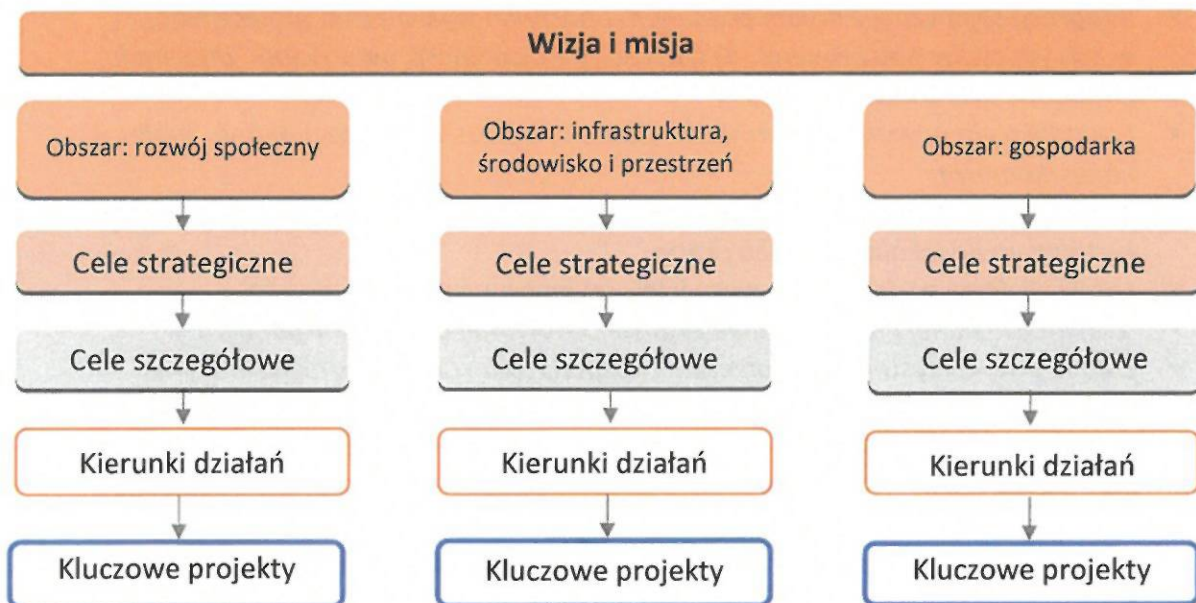 Wizja i misja
Obszar: rozwój społeczny
Obszar: infrastruktura,
środowisko i przestrzeń
Obszar: gospodarka
Cele strategiczne
Cele strategiczne
Cele strategiczne
Cele szczegółowe
Cele szczegółowe
Cele szczegółowe
Kierunki działań
Kierunki działań
Kierunki działań
Kluczowe projekty
Kluczowe projekty
Kluczowe projekty